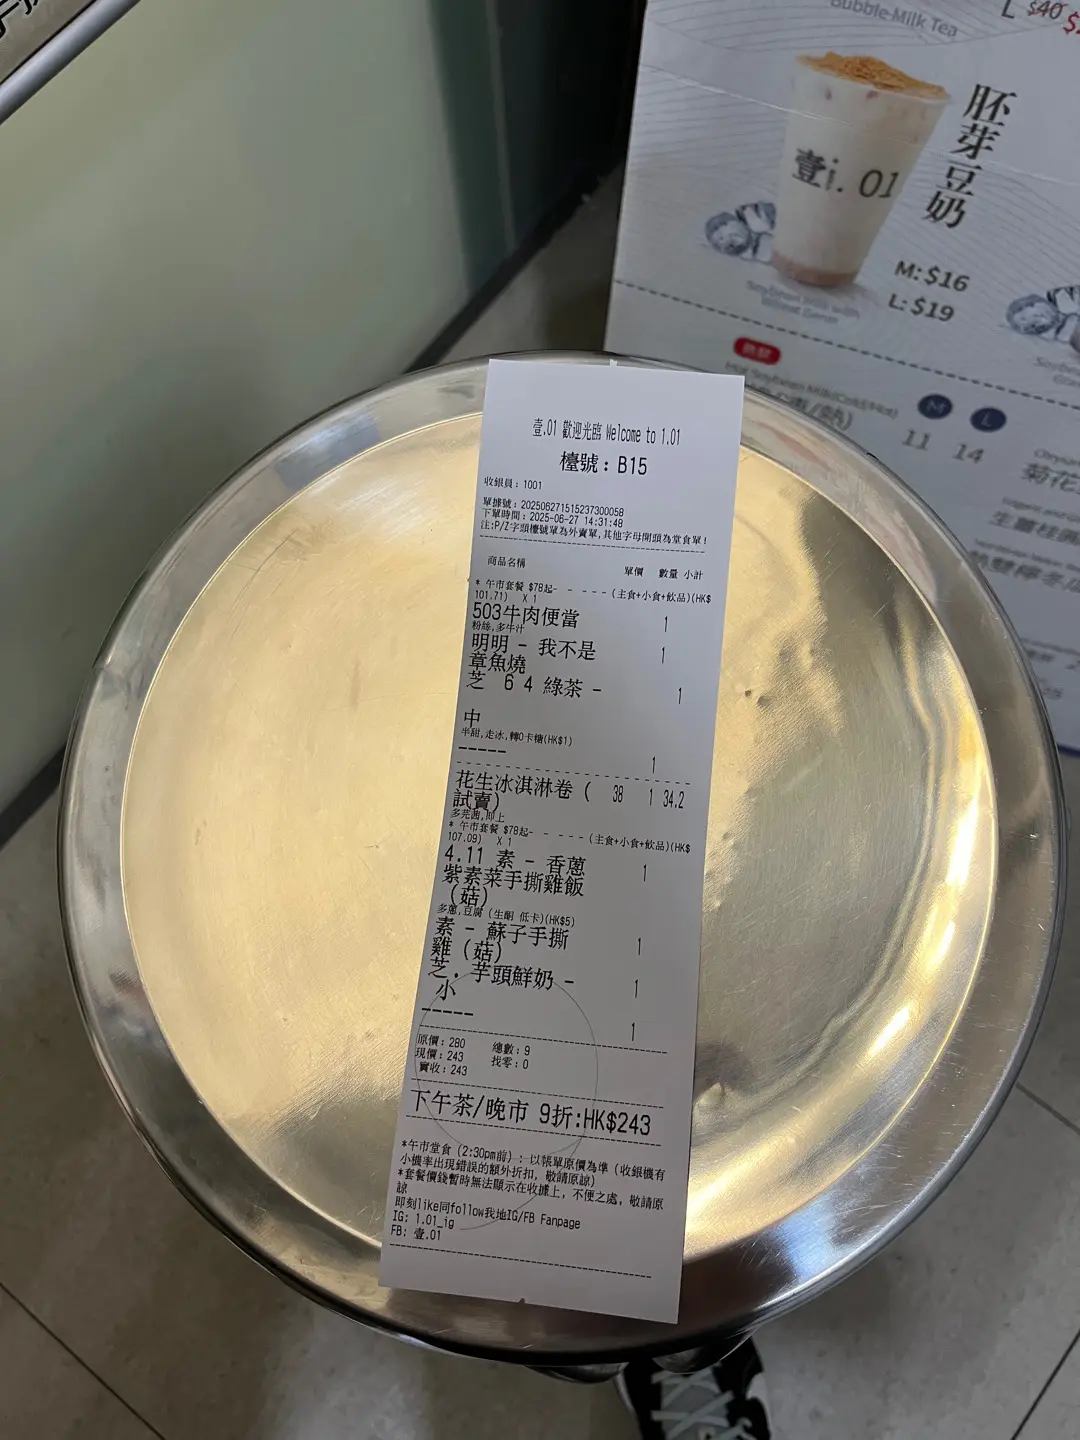 壹.01 歡迎光臨 Welcome to 1.01
檯號：B15
收銀員：1001
單據號：202506271515237300058
下單時間：2025-06-27 14:31:48
注:P/Z字頭檯號單為外賣單,其他字母開頭為堂食單！
商品名稱 單價 數量 小計
* 午市套餐 $78起- - - - -(主食+小食+飲品)(HK$
101.71) X 1
503牛肉便當 1
粉絲,多牛汁
明明 - 我不是 1
章魚燒
芝 6 4 綠茶 - 1
中
半甜,走冰,轉0卡糖(HK$1)
----- 1
花生冰淇淋卷 ( 38 1 34.2
試賣)
多芫茜,即上
* 午市套餐 $78起- - - - -(主食+小食+飲品)(HK$
107.09) X 1
4.11 素 - 香蔥 1
紫素菜手撕雞飯
(菇)
多蔥,豆腐 (生酮 低卡)(HK$5)
素 - 蘇子手撕 1
雞 (菇)
芝. 芋頭鮮奶 - 1
小
----- 1
原價: 280 總數: 9
現價: 243 找零: 0
實收: 243
下午茶/晚市 9折:HK$243
*午市堂食 (2:30pm前) : 以帳單原價為準 (收銀機有
小機率出現錯誤的額外折扣, 敬請原諒)
*套餐價錢暫時無法顯示在收據上, 不便之處, 敬請原
諒
即刻like同follow我地IG/FB Fanpage
IG: 1.01_ig
FB: 壹.01
Bubble Milk Tea
L $40
壹i. 01
胚芽豆奶
M: $16
L: $19
Soybean Milk with
Wheat Germ
M L
11 14
菊花